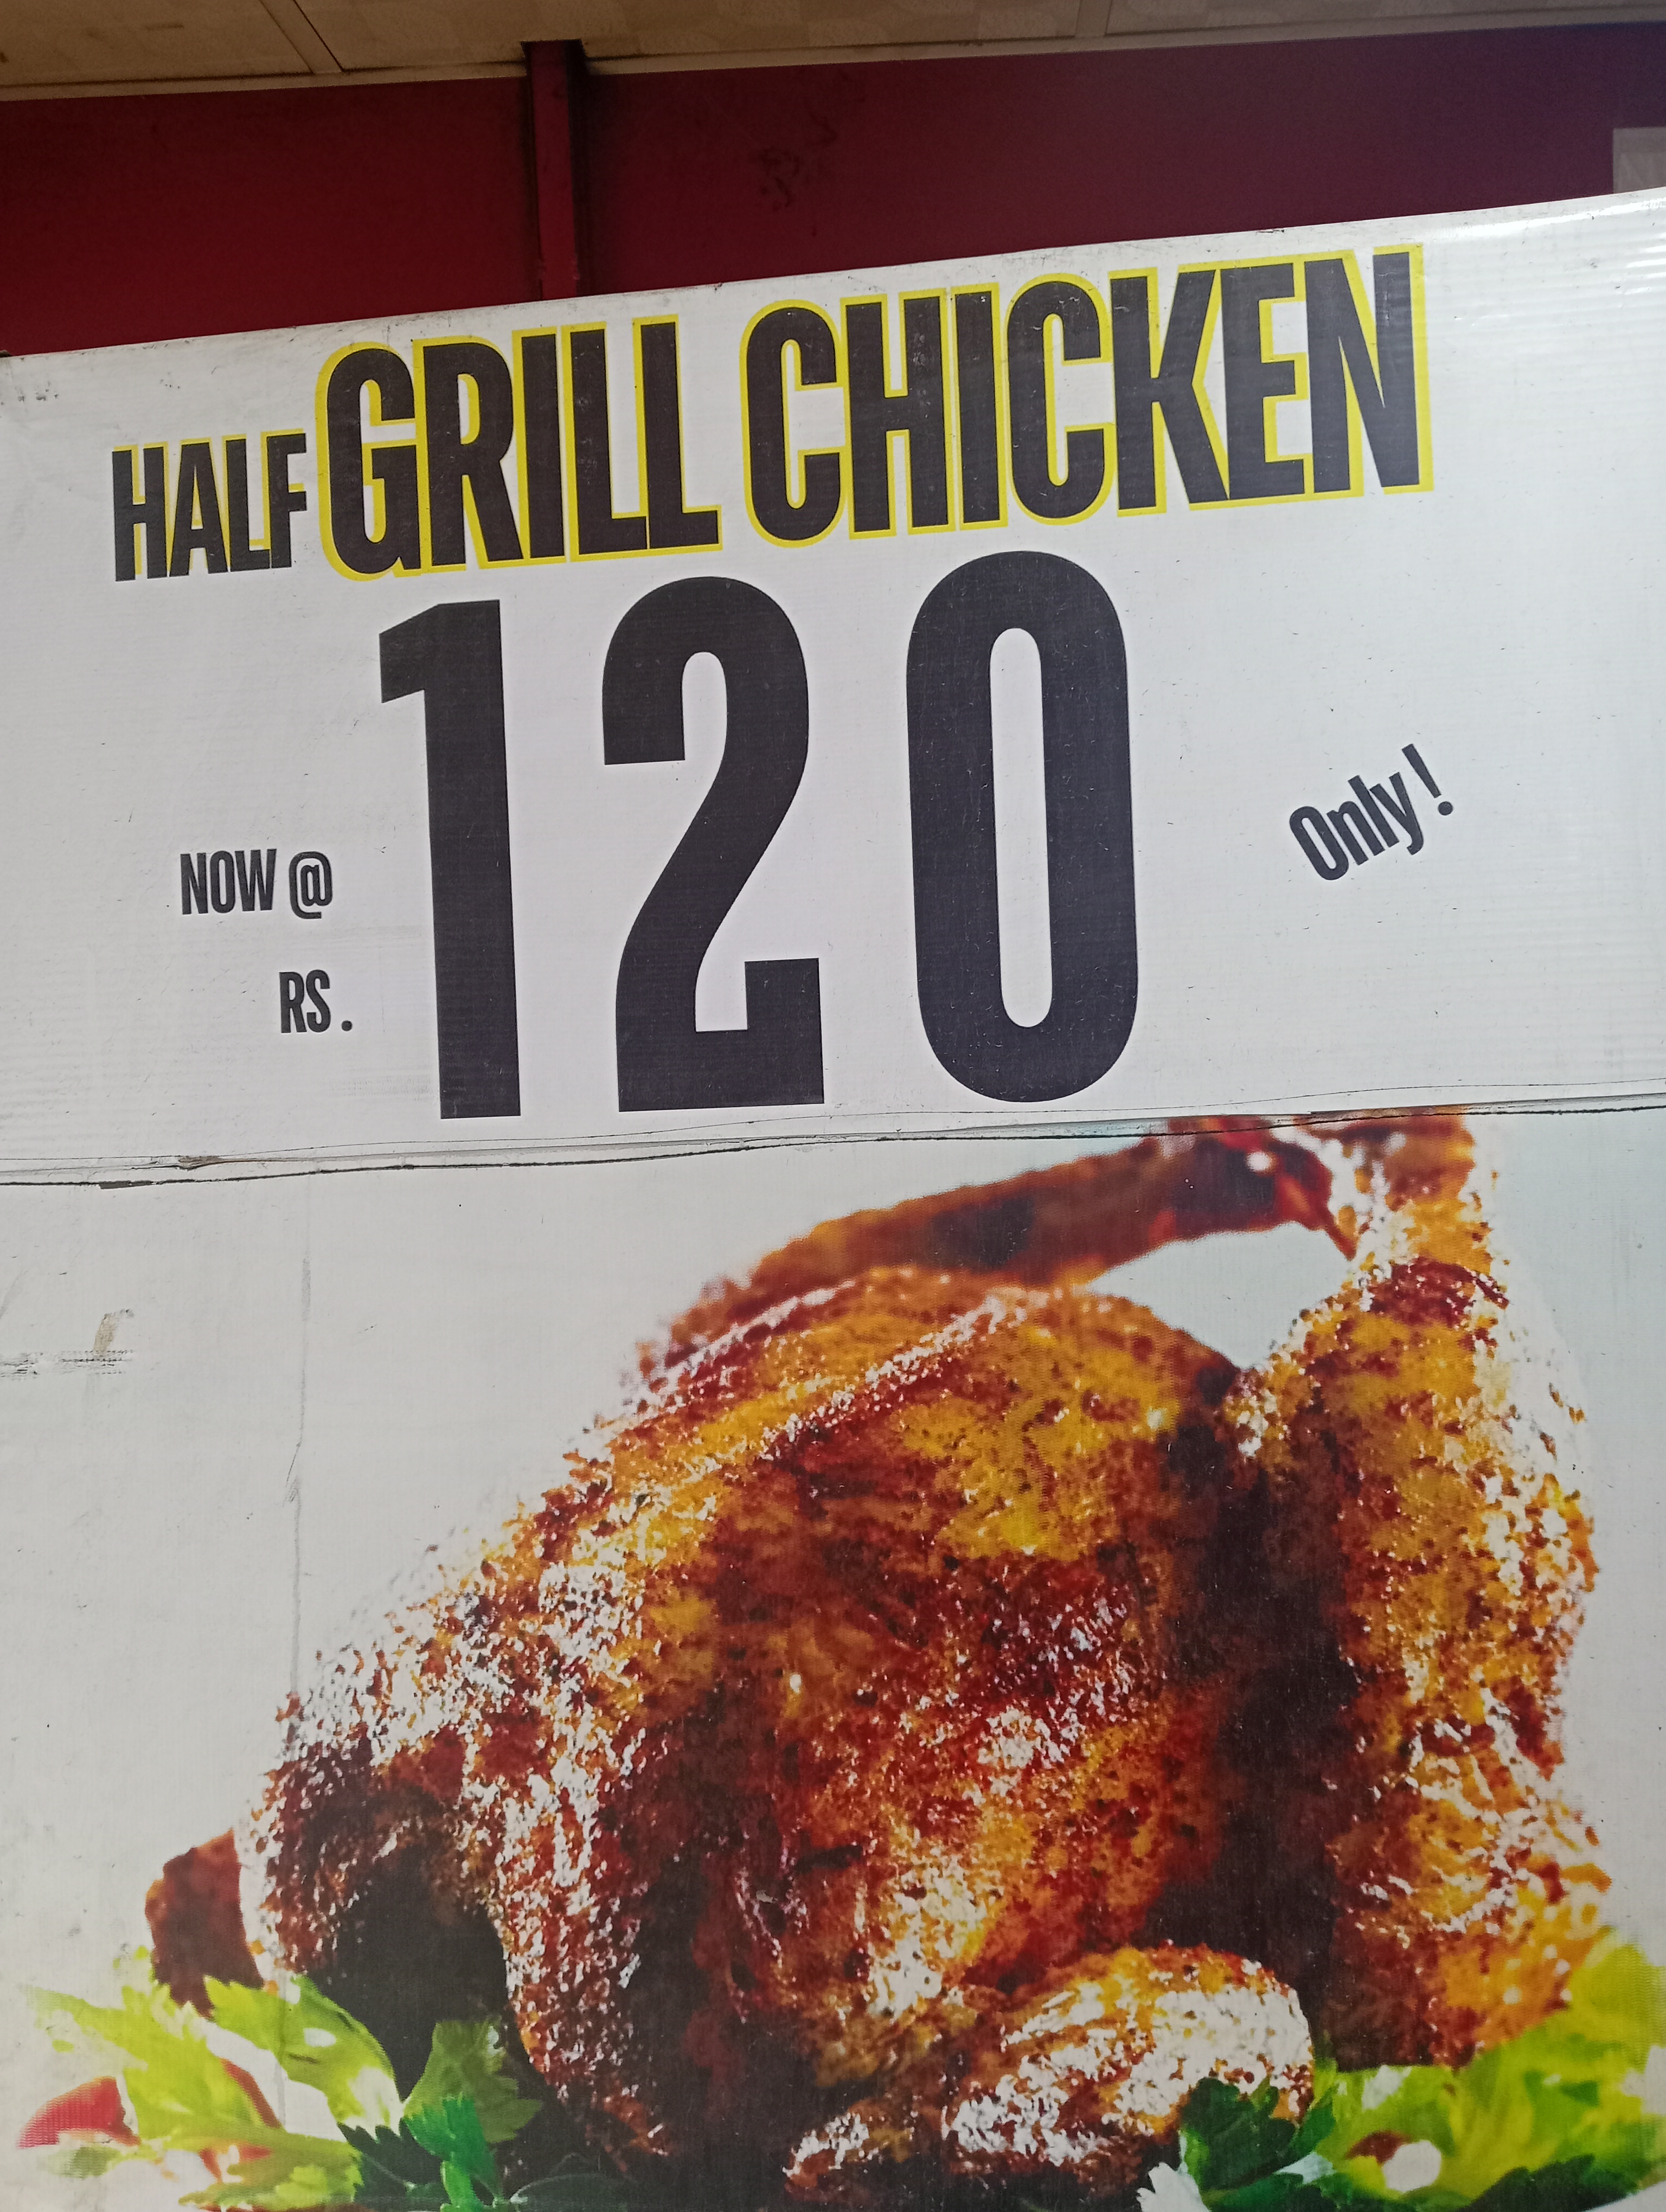 HALF GRILL CHICKEN
NOW @
RS. 120
Only!